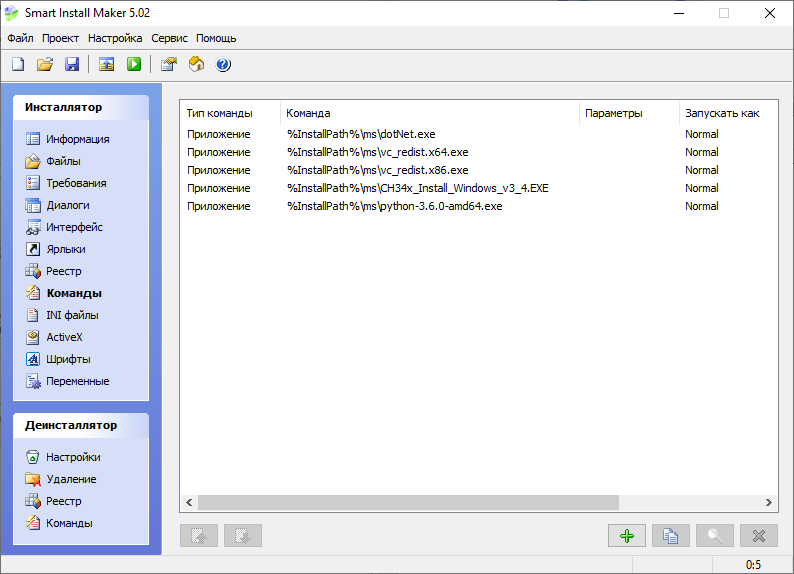 Smart Install Maker 5.02
Файл Проект Настройка Сервис Помощь
Инсталлятор
Информация
Файлы
Требования
Диалоги
Интерфейс
Ярлыки
Реестр
Команды
INI файлы
ActiveX
Шрифты
Переменные
Деинсталлятор
Настройки
Удаление
Реестр
Команды
Тип команды Команда Параметры Запускать как
Приложение %InstallPath%\ms\dotNet.exe Normal
Приложение %InstallPath%\ms\vc_redist.x64.exe Normal
Приложение %InstallPath%\ms\vc_redist.x86.exe Normal
Приложение %InstallPath%\ms\CH34x_Install_Windows_v3_4.EXE Normal
Приложение %InstallPath%\ms\python-3.6.0-amd64.exe Normal
0:5